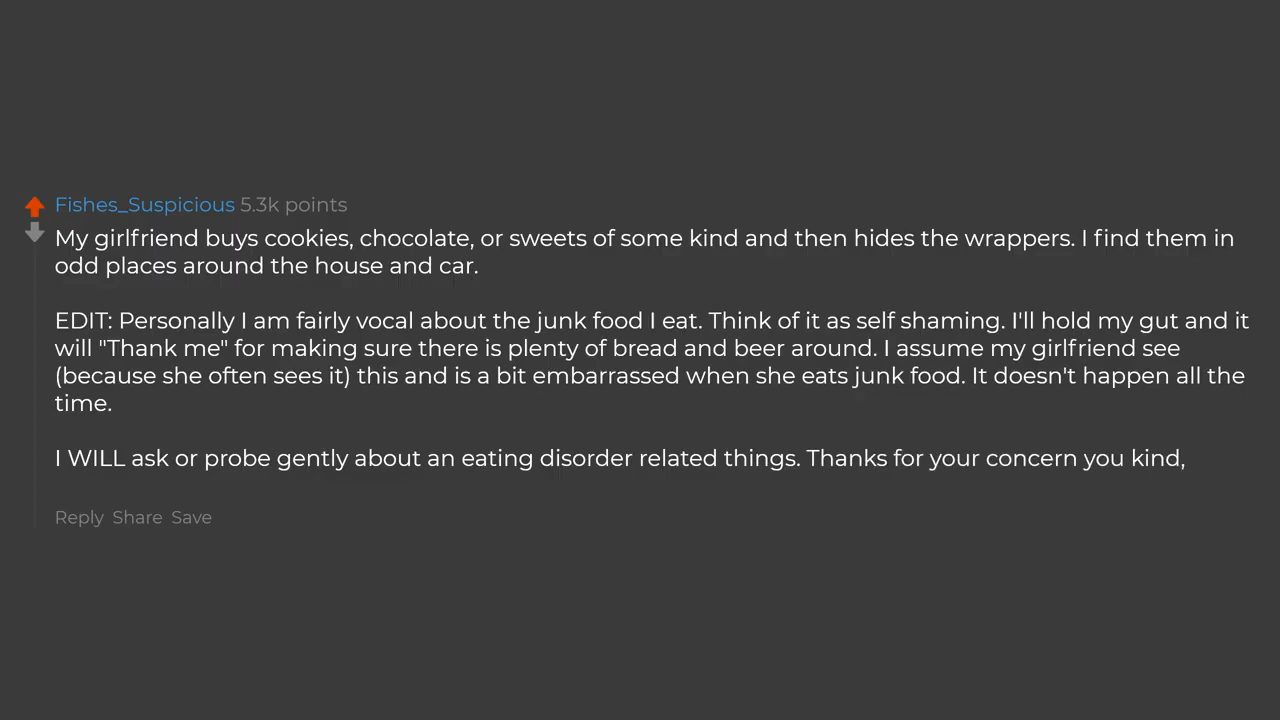 Fishes_Suspicious 5.3k points
My girlfriend buys cookies, chocolate, or sweets of some kind and then hides the wrappers. I find them in
odd places around the house and car.
EDIT: Personally I am fairly vocal about the junk food I eat. Think of it as self shaming. I'll hold my gut and it
will "Thank me" for making sure there is plenty of bread and beer around. I assume my girlfriend see
(because she often sees it) this and is a bit embarrassed when she eats junk food. It doesn't happen all the
time.
I WILL ask or probe gently about an eating disorder related things. Thanks for your concern you kind,
Reply Share Save